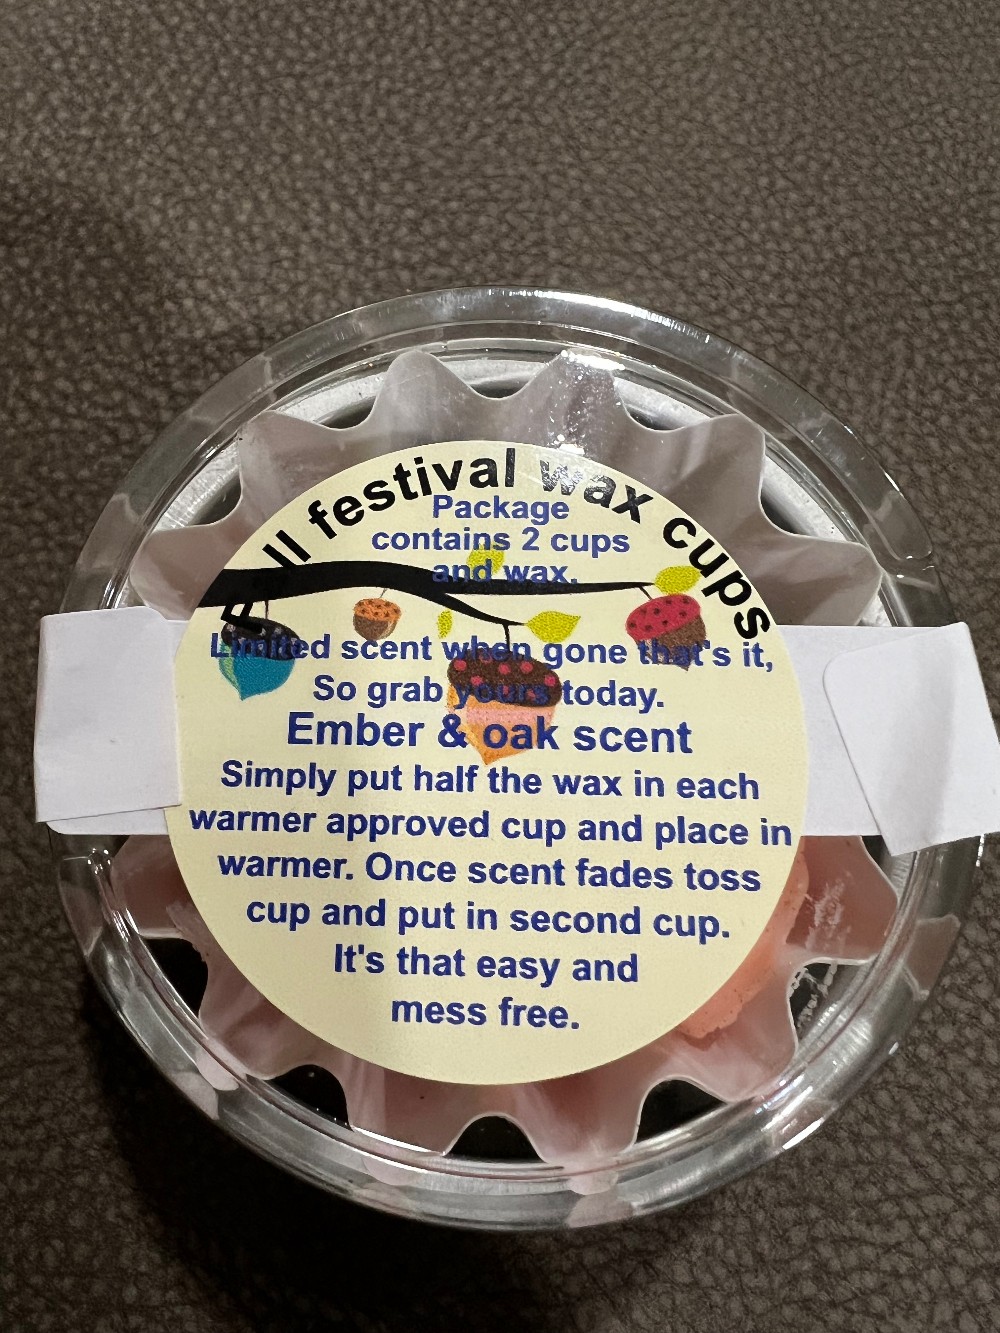 Fall festival wax cups
Package
contains 2 cups
and wax.
Limited scent when gone that's it,
So grab yours today.
Ember & oak scent
Simply put half the wax in each
warmer approved cup and place in
warmer. Once scent fades toss
cup and put in second cup.
It's that easy and
mess free.